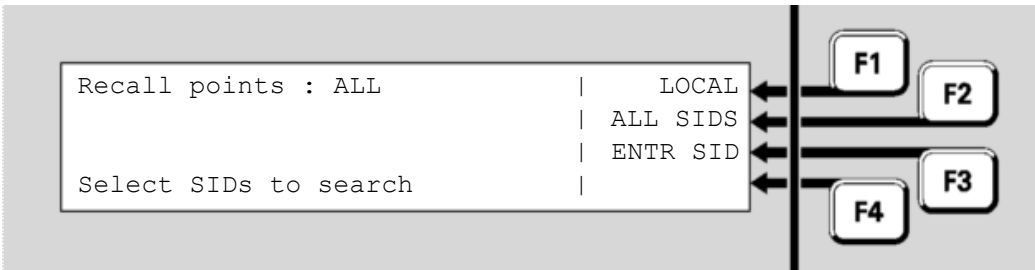 Recall points : ALL | LOCAL
| ALL SIDS
| ENTR SID
Select SIDs to search |
F1
F2
F3
F4